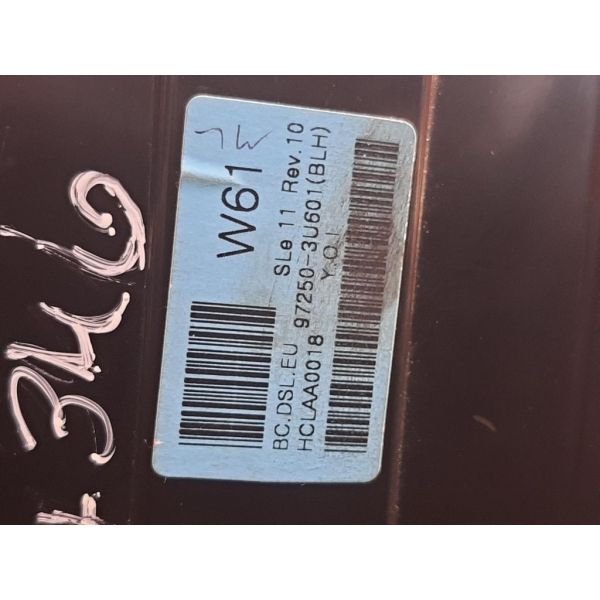 W61
SLe 11 Rev.10
BC.DSL.EU 97250-3U601(BLH)
HCLAA0018 Y.O.I